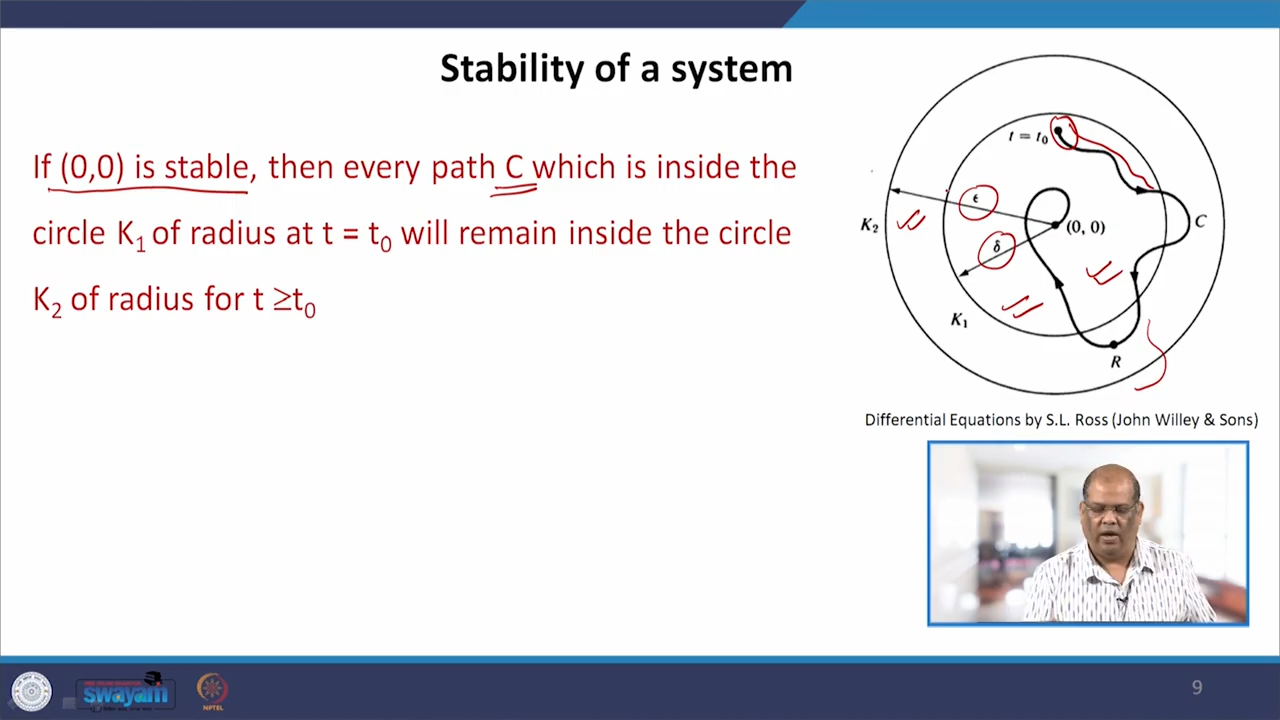 Stability of a system
If (0,0) is stable, then every path C which is inside the
circle K₁ of radius at t = t₀ will remain inside the circle
K₂ of radius for t ≥t₀
t = t₀
ϵ
K₂
(0, 0)
C
δ
K₁
R
Differential Equations by S.L. Ross (John Willey & Sons)
swayam
NPTEL
9